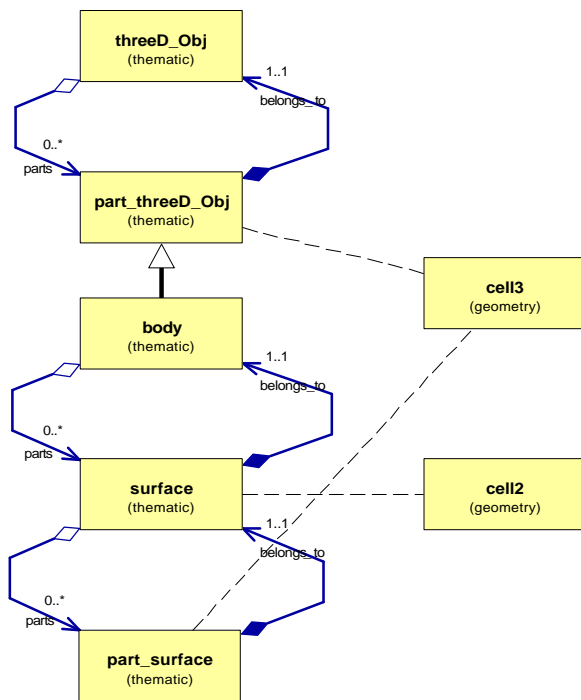 threeD_Obj
(thematic)
1..1
belongs_to
0..*
parts
part_threeD_Obj
(thematic)
cell3
(geometry)
body
(thematic)
1..1
belongs_to
0..*
parts
surface
(thematic)
cell2
(geometry)
1..1
belongs_to
0..*
parts
part_surface
(thematic)